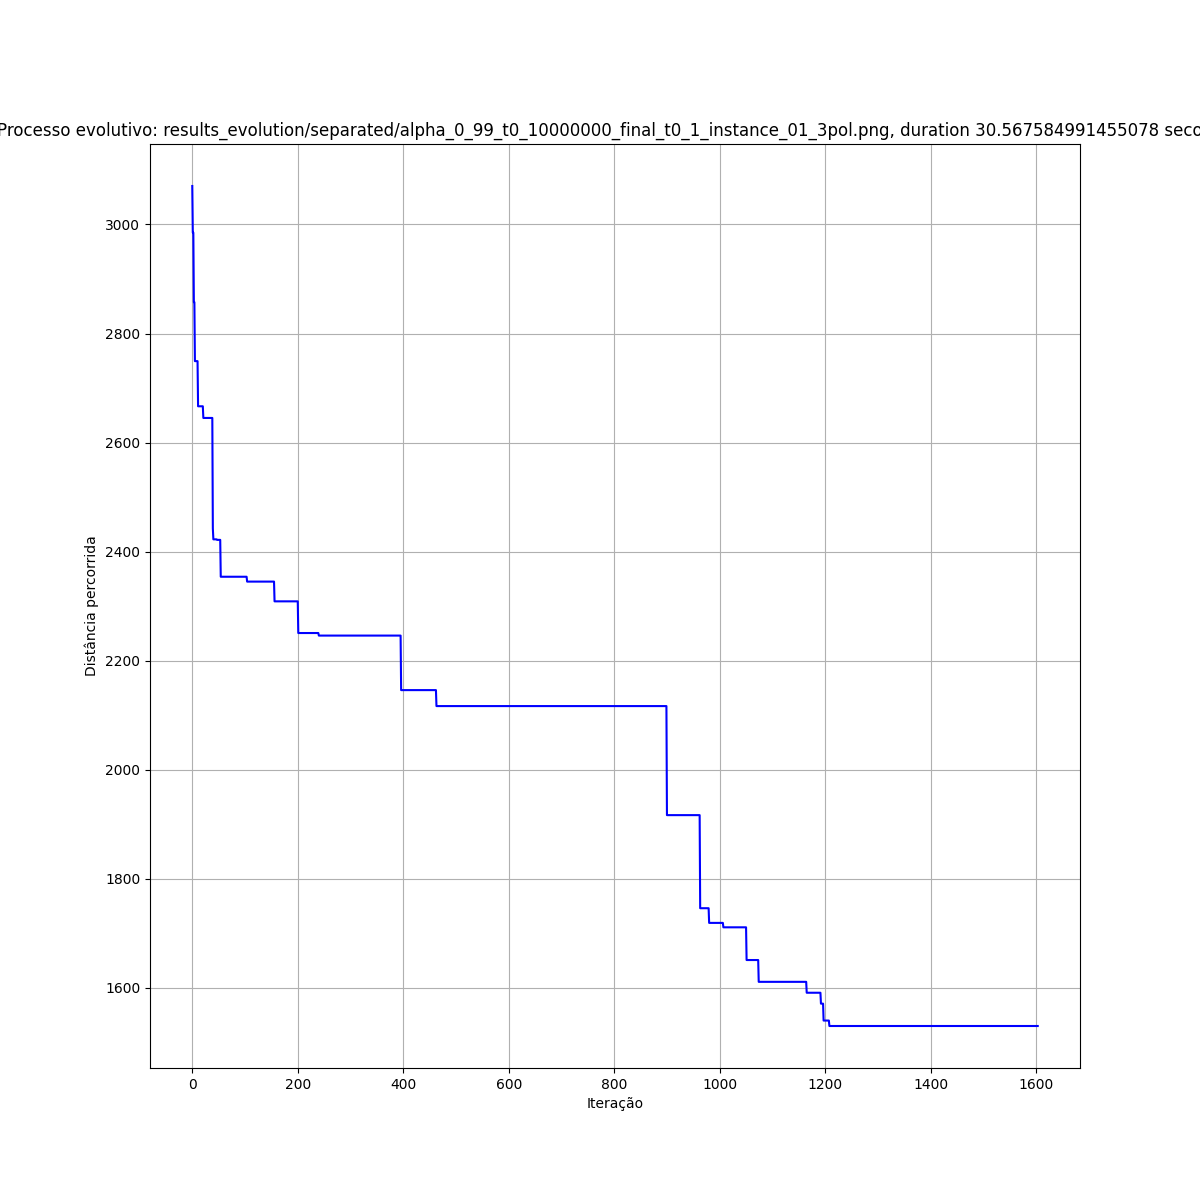 Processo evolutivo: results_evolution/separated/alpha_0_99_t0_10000000_final_t0_1_instance_01_3pol.png, duration 30.567584991455078 seco
3000
2800
2600
2400
2200
2000
1800
1600
Distância percorrida
0 200 400 600 800 1000 1200 1400 1600
Iteração